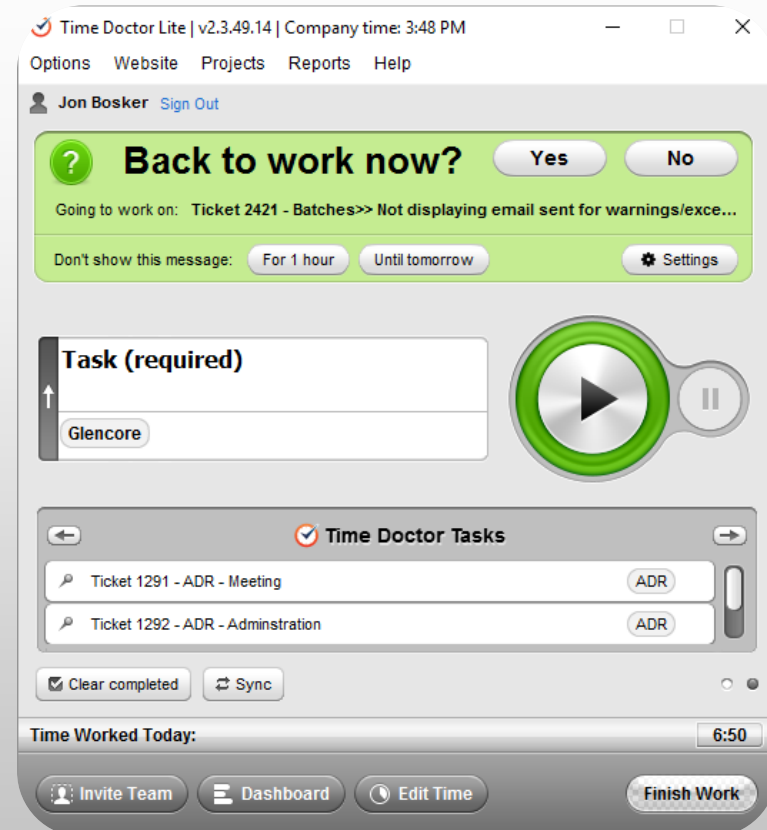 Time Doctor Lite | v2.3.49.14 | Company time: 3:48 PM
Options Website Projects Reports Help
Jon Bosker Sign Out
? Back to work now? Yes No
Going to work on: Ticket 2421 - Batches>> Not displaying email sent for warnings/exce...
Don't show this message: For 1 hour Until tomorrow Settings
Task (required)
Glencore
Time Doctor Tasks
Ticket 1291 - ADR - Meeting ADR
Ticket 1292 - ADR - Adminstration ADR
Clear completed Sync
Time Worked Today: 6:50
Invite Team Dashboard Edit Time Finish Work